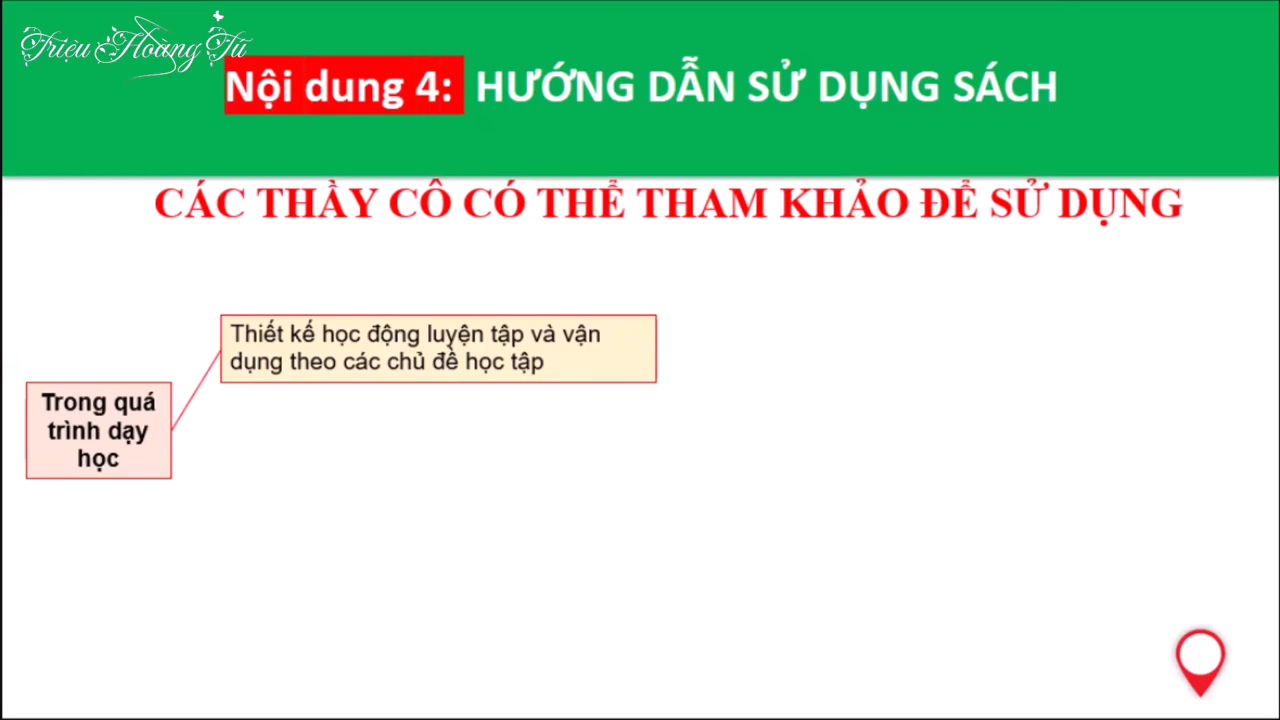 Triệu Hoàng Tú
Nội dung 4: HƯỚNG DẪN SỬ DỤNG SÁCH
CÁC THẦY CÔ CÓ THỂ THAM KHẢO ĐỂ SỬ DỤNG
Thiết kế học động luyện tập và vận
dụng theo các chủ đề học tập
Trong quá
trình dạy
học